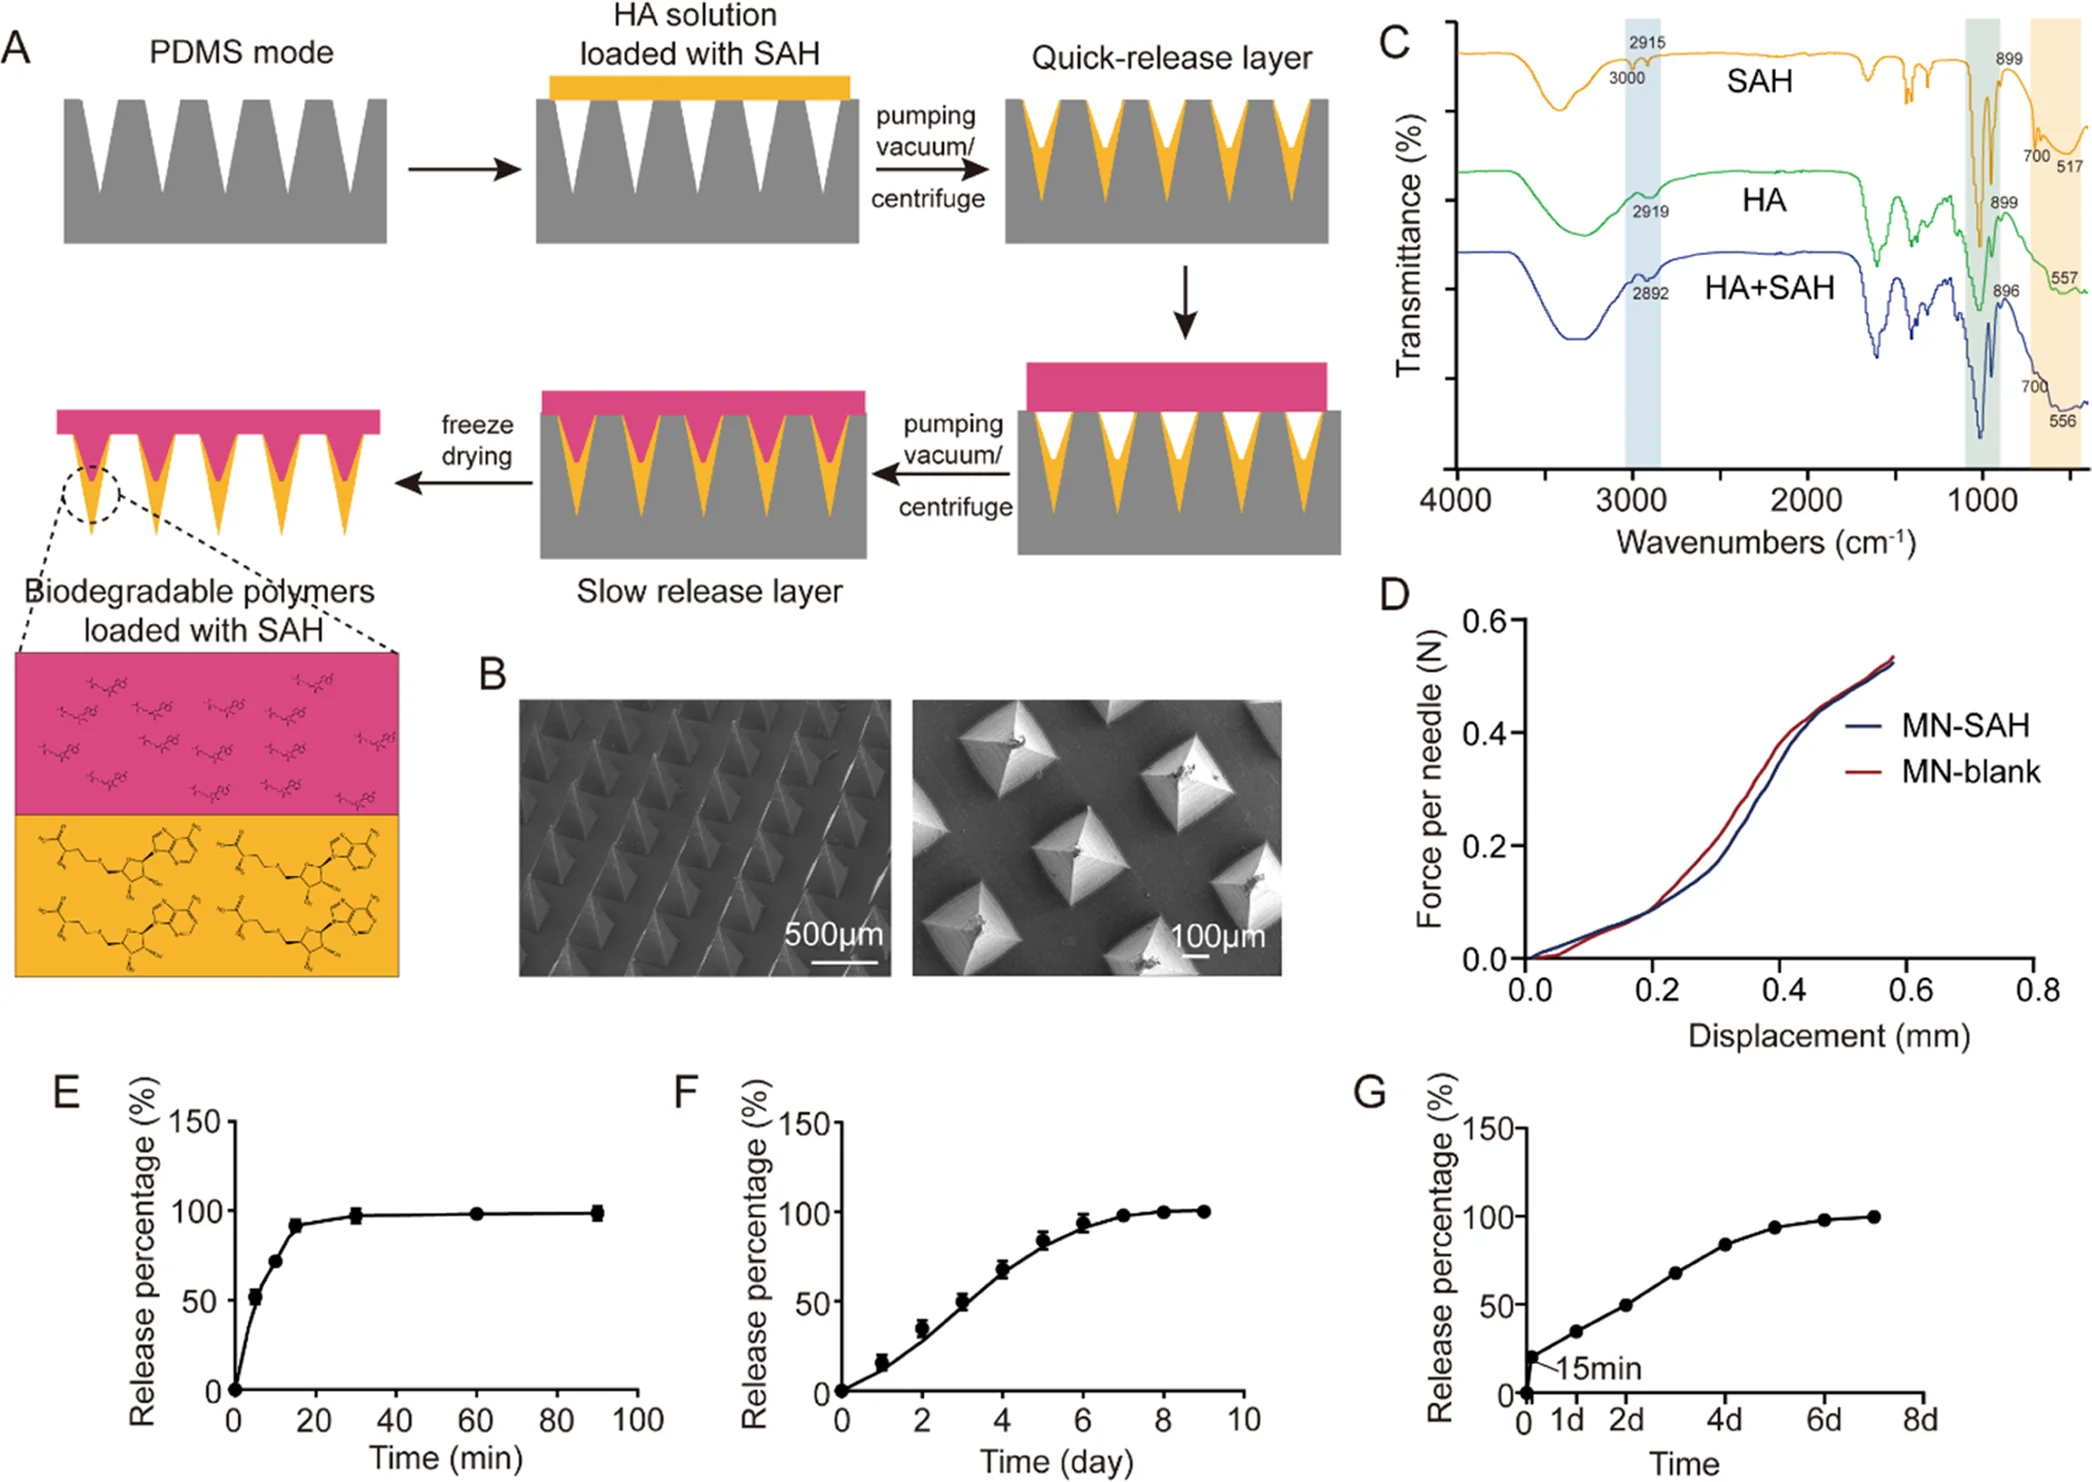 A
PDMS mode
HA solution
loaded with SAH
pumping
vacuum/
centrifuge
Quick-release layer
pumping
vacuum/
centrifuge
Slow release layer
freeze
drying
Biodegradable polymers
loaded with SAH
B
500μm
100μm
C
Transmittance (%)
2915
3000
SAH
899
700
517
HA
2919
899
557
HA+SAH
2892
896
700
556
4000
3000
2000
1000
Wavenumbers (cm-1)
D
Force per needle (N)
0.6
0.4
0.2
0.0
MN-SAH
MN-blank
0.0
0.2
0.4
0.6
0.8
Displacement (mm)
E
Release percentage (%)
150
100
50
0
0
20
40
60
80
100
Time (min)
F
Release percentage (%)
150
100
50
0
0
2
4
6
8
10
Time (day)
G
Release percentage (%)
150
100
50
0
15min
0
1d
2d
4d
6d
8d
Time